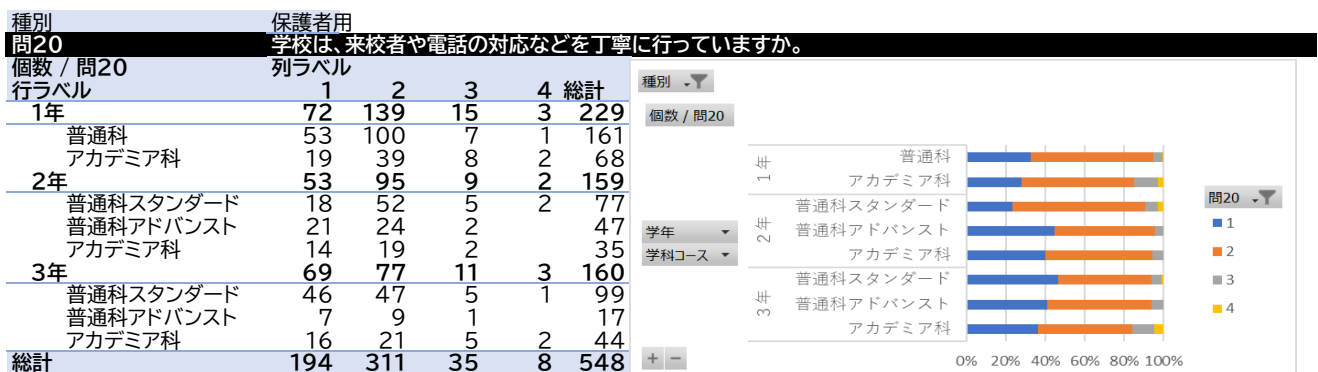 種別 保護者用
問20 学校は、来校者や電話の対応などを丁寧に行っていますか。
個数 / 問20 列ラベル
行ラベル 1 2 3 4 総計
1年 72 139 15 3 229
普通科 53 100 7 1 161
アカデミア科 19 39 8 2 68
2年 53 95 9 2 159
普通科スタンダード 18 52 5 2 77
普通科アドバンスト 21 24 2 47
アカデミア科 14 19 2 35
3年 69 77 11 3 160
普通科スタンダード 46 47 5 1 99
普通科アドバンスト 7 9 1 17
アカデミア科 16 21 5 2 44
総計 194 311 35 8 548
種別
個数 / 問20
学年
学科コース
1年
普通科
アカデミア科
2年
普通科スタンダード
普通科アドバンスト
アカデミア科
3年
普通科スタンダード
普通科アドバンスト
アカデミア科
0% 20% 40% 60% 80% 100%
問20
1
2
3
4
+ −